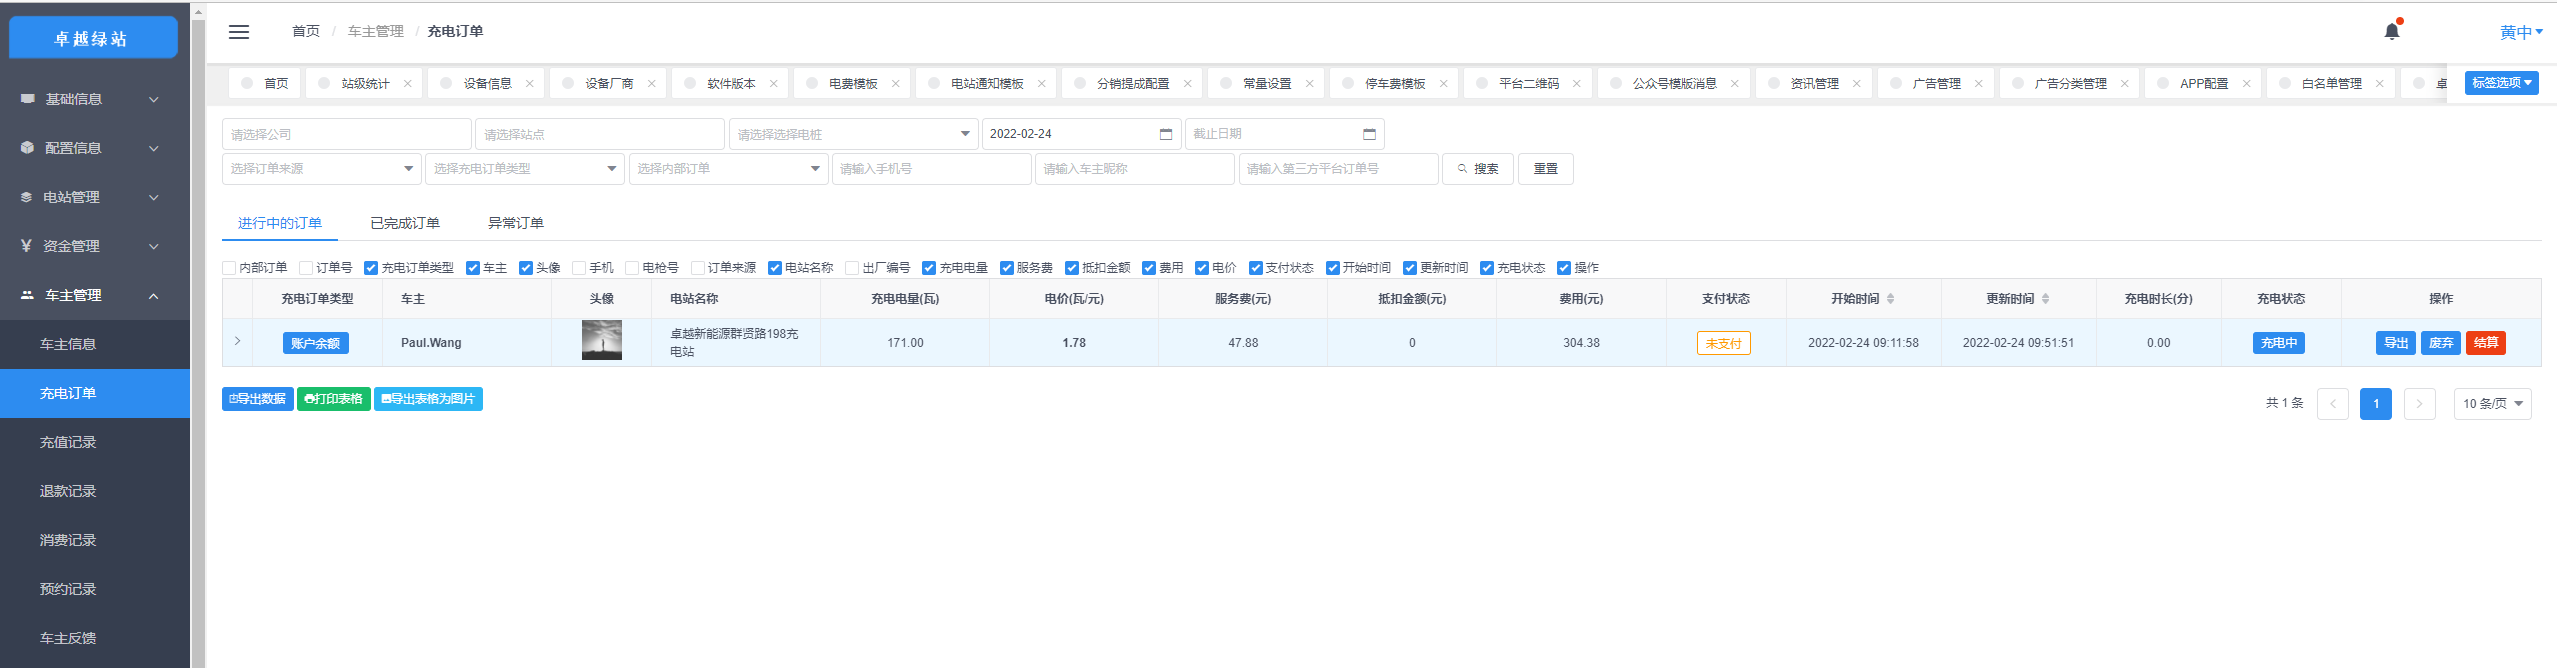 卓越绿站
基础信息
配置信息
电站管理
¥ 资金管理
车主管理
车主信息
充电订单
充值记录
退款记录
消费记录
预约记录
车主反馈
首页 / 车主管理 / 充电订单
黄中
首页 站级统计 设备信息 设备厂商 软件版本 电费模板 电站通知模板 分销提成配置 常量设置 停车费模板 平台二维码 公众号模版消息 资讯管理 广告管理 广告分类管理 APP配置 白名单管理 卓 标签选项
请选择公司 请选择站点 请选择选择电桩 2022-02-24 截止日期
选择订单来源 选择充电订单类型 选择内部订单 请输入手机号 请输入车主昵称 请输入第三方平台订单号 搜索 重置
进行中的订单 已完成订单 异常订单
内部订单 订单号 充电订单类型 车主 头像 手机 电枪号 订单来源 电站名称 出厂编号 充电电量 服务费 抵扣金额 费用 电价 支付状态 开始时间 更新时间 充电状态 操作
充电订单类型 车主 头像 电站名称 充电电量(瓦) 电价(瓦/元) 服务费(元) 抵扣金额(元) 费用(元) 支付状态 开始时间 更新时间 充电时长(分) 充电状态 操作
账户余额 Paul.Wang 卓越新能源群贤路198充电站 171.00 1.78 47.88 0 304.38 未支付 2022-02-24 09:11:58 2022-02-24 09:51:51 0.00 充电中 导出 废弃 结算
导出数据 打印表格 导出表格为图片
共 1 条 1 10 条/页